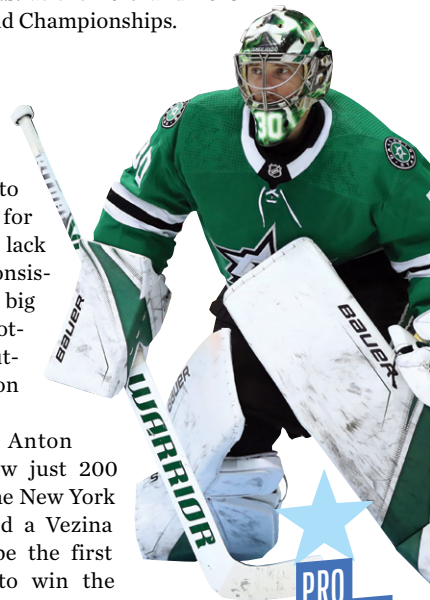 d Championships.
to
for
lack
onsis-
big
ot-
ut-
on
Anton
w just 200
he New York
d a Vezina
be the first
to win the
30
BAUER
BAUER
BAUER
WARRIOR
PRO